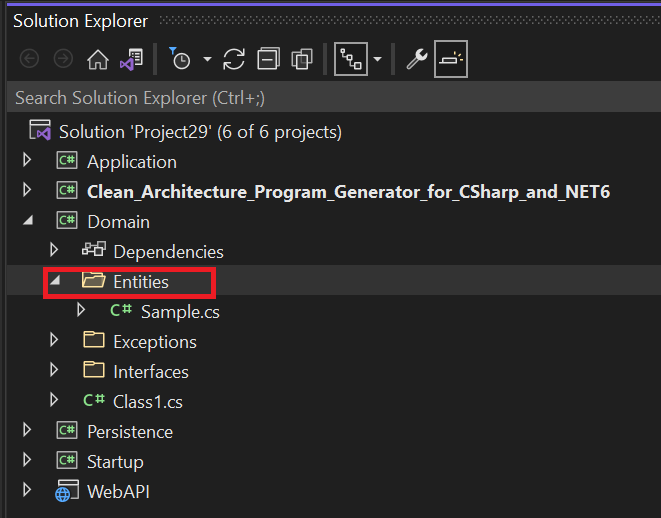 Solution Explorer
Search Solution Explorer (Ctrl+;)
Solution 'Project29' (6 of 6 projects)
C# Application
C# Clean_Architecture_Program_Generator_for_CSharp_and_NET6
C# Domain
Dependencies
Entities
C# Sample.cs
Exceptions
Interfaces
C# Class1.cs
C# Persistence
C# Startup
WebAPI